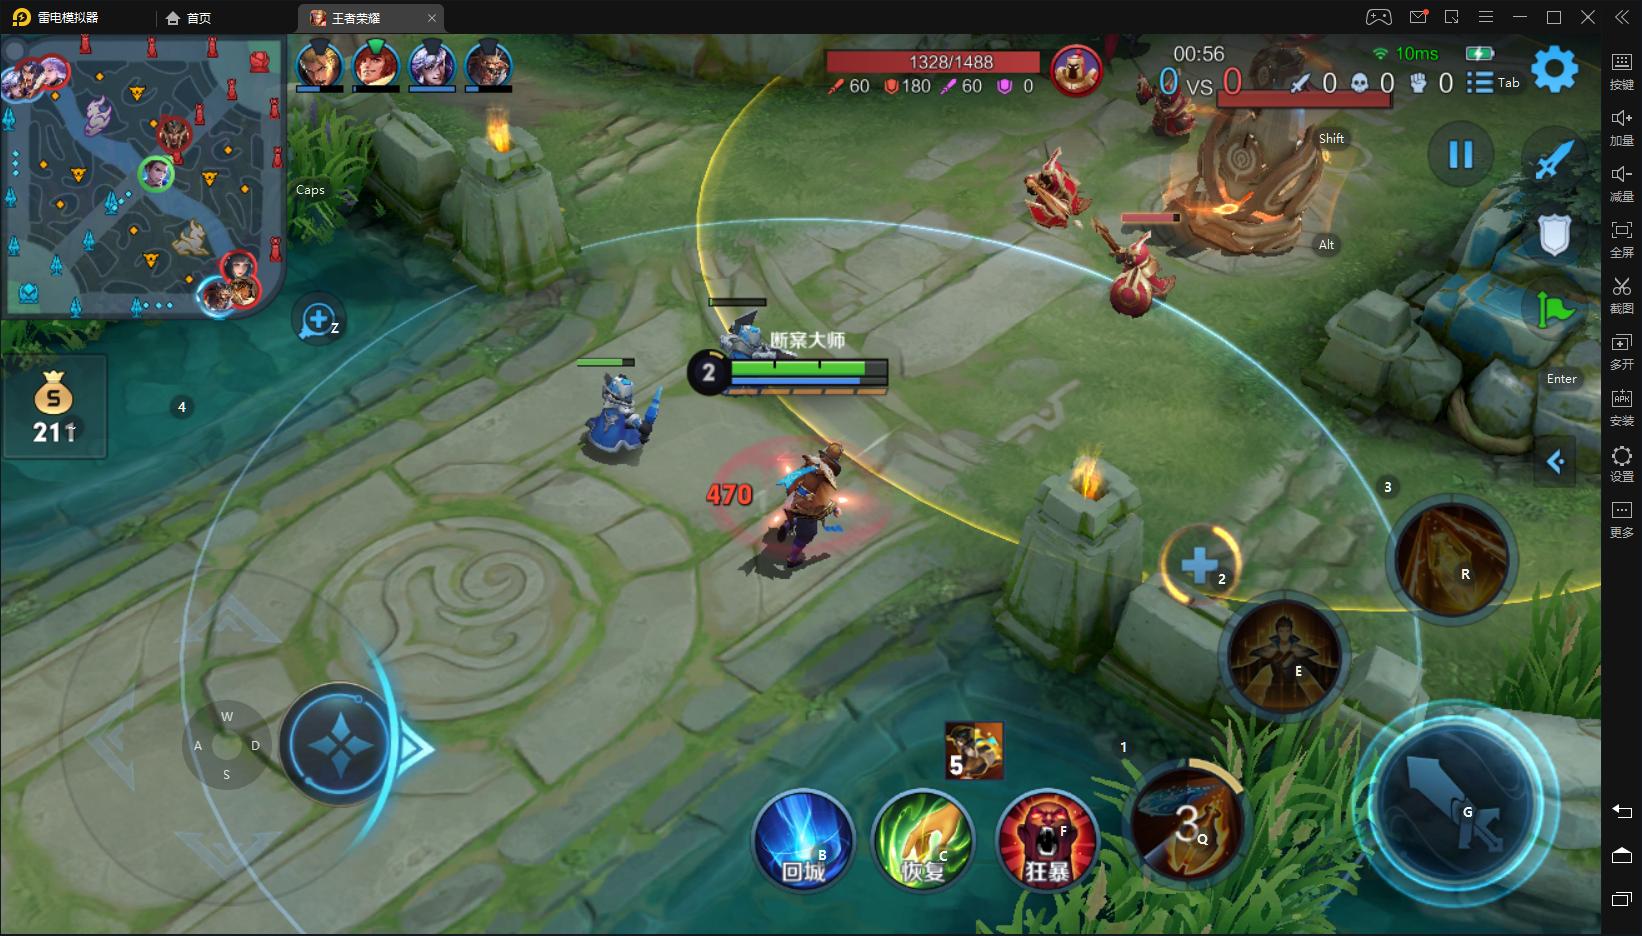 雷电模拟器
首页
王者荣耀
1328/1488
60 180 60 0
00:56
10ms
0 VS 0
0 0 0
Tab
按键
加量
减量
全屏
截图
多开
安装
设置
更多
Shift
Alt
Caps
Z
S
211
4
断案大师
2
Enter
470
3
R
2
E
W
A D
S
5
1
B
回城
C
恢复
F
狂暴
3
Q
G
APK